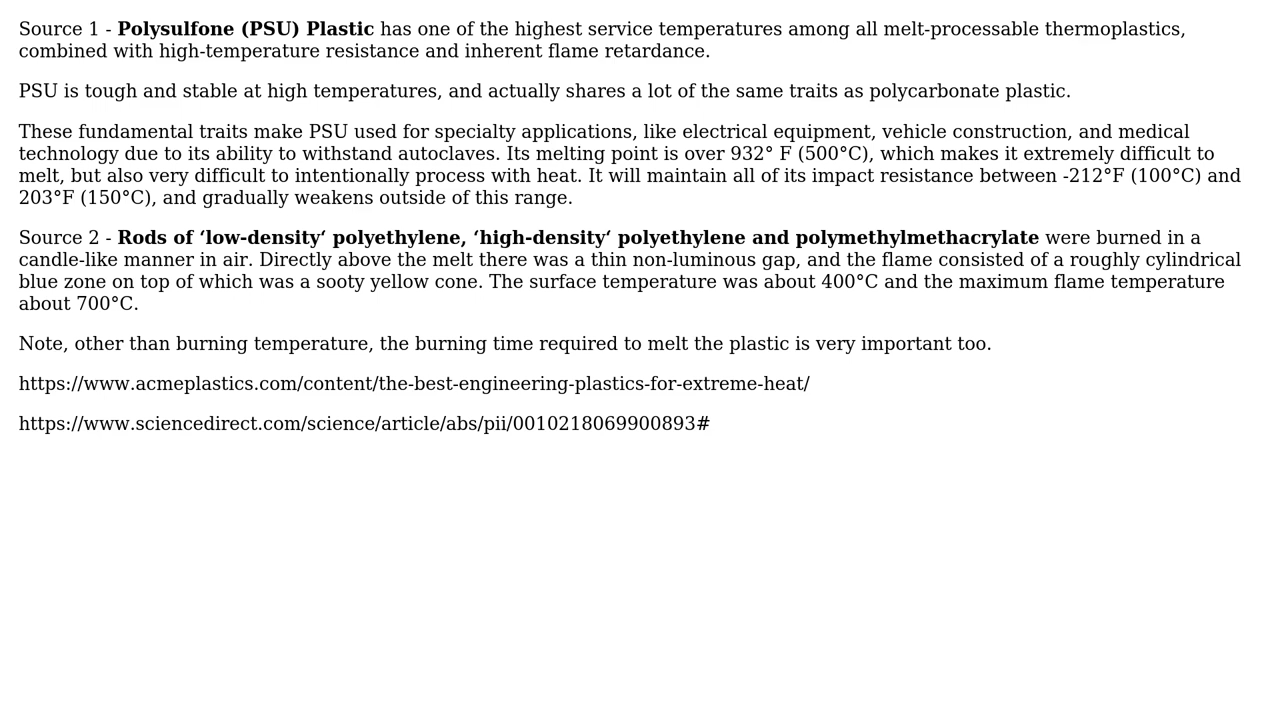 Source 1 - Polysulfone (PSU) Plastic has one of the highest service temperatures among all melt-processable thermoplastics,
combined with high-temperature resistance and inherent flame retardance.
PSU is tough and stable at high temperatures, and actually shares a lot of the same traits as polycarbonate plastic.
These fundamental traits make PSU used for specialty applications, like electrical equipment, vehicle construction, and medical
technology due to its ability to withstand autoclaves. Its melting point is over 932° F (500°C), which makes it extremely difficult to
melt, but also very difficult to intentionally process with heat. It will maintain all of its impact resistance between -212°F (100°C) and
203°F (150°C), and gradually weakens outside of this range.
Source 2 - Rods of ‘low-density‘ polyethylene, ‘high-density‘ polyethylene and polymethylmethacrylate were burned in a
candle-like manner in air. Directly above the melt there was a thin non-luminous gap, and the flame consisted of a roughly cylindrical
blue zone on top of which was a sooty yellow cone. The surface temperature was about 400°C and the maximum flame temperature
about 700°C.
Note, other than burning temperature, the burning time required to melt the plastic is very important too.
https://www.acmeplastics.com/content/the-best-engineering-plastics-for-extreme-heat/
https://www.sciencedirect.com/science/article/abs/pii/0010218069900893#